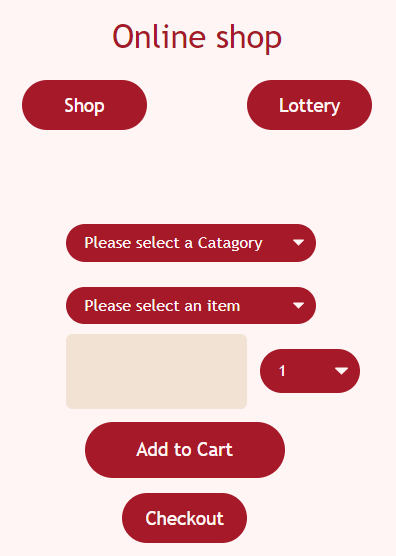 Online shop
Shop
Lottery
Please select a Catagory
Please select an item
1
Add to Cart
Checkout